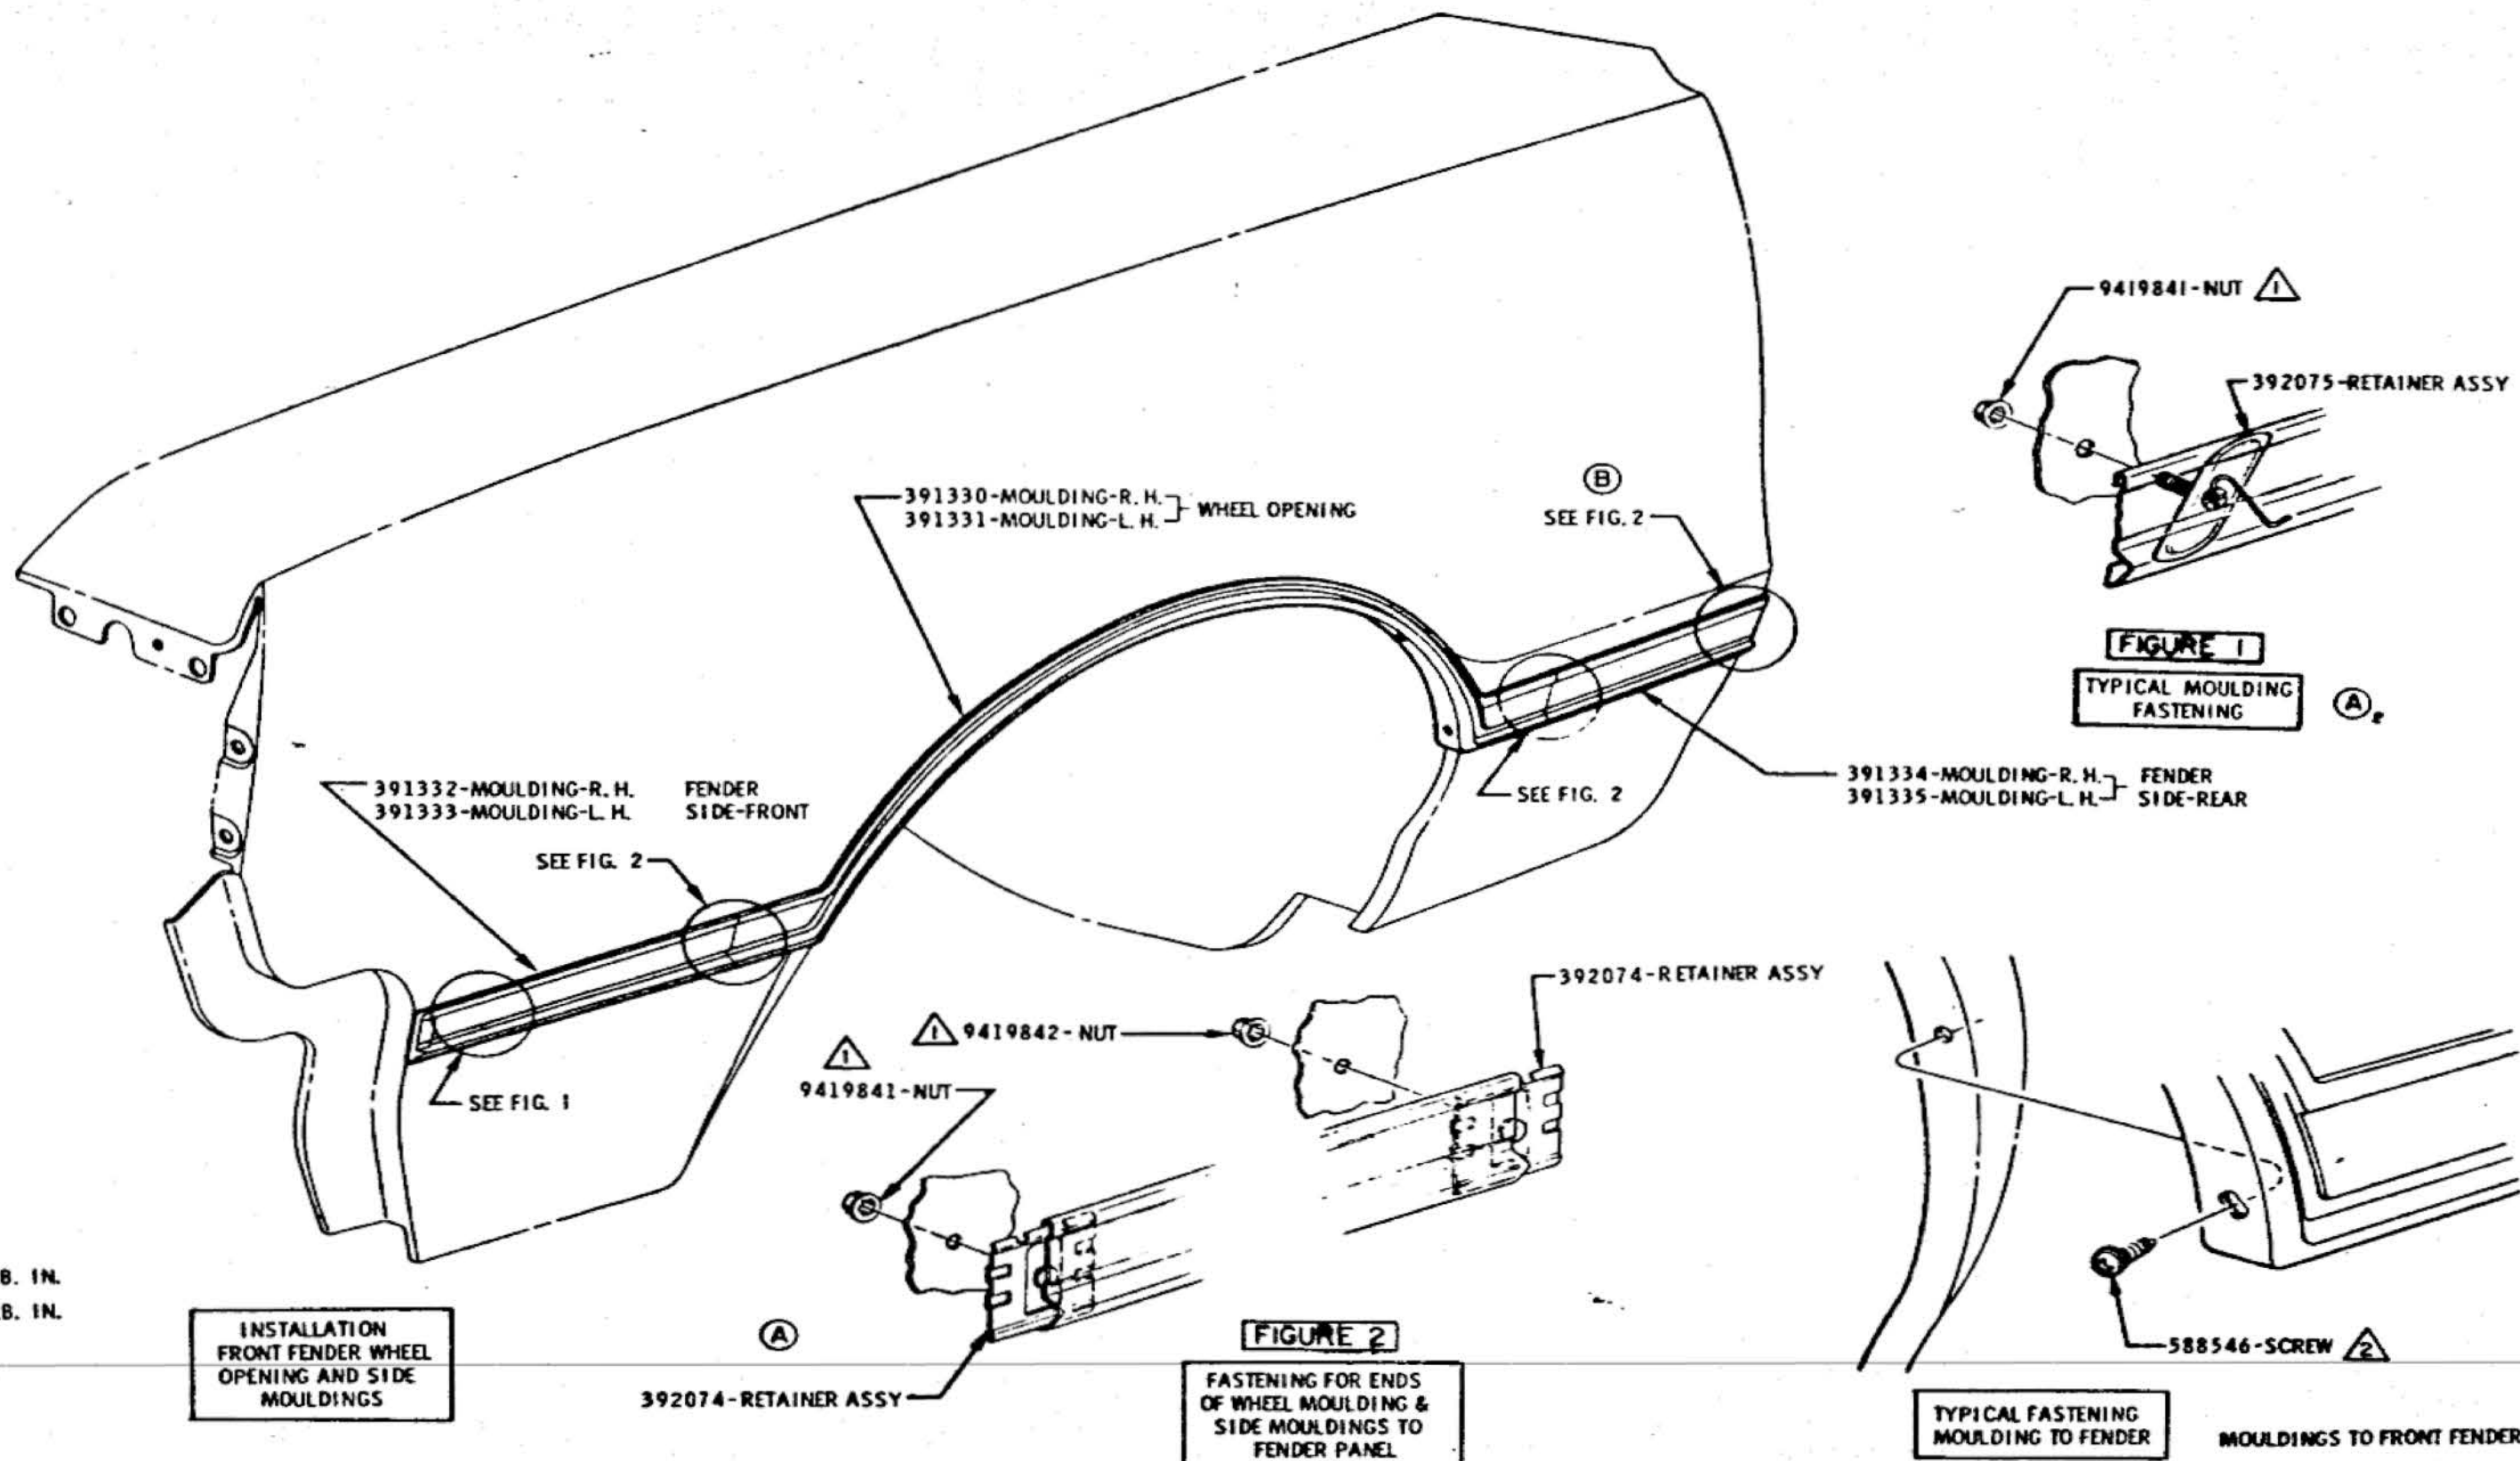 9419841-NUT 1
392075-RETAINER ASSY
391330-MOULDING-R. H.
391331-MOULDING-L. H.
WHEEL OPENING
B
SEE FIG. 2
FIGURE 1
TYPICAL MOULDING
FASTENING
A 2
391332-MOULDING-R. H. FENDER
391333-MOULDING-L. H. SIDE-FRONT
SEE FIG. 2
SEE FIG. 2
391334-MOULDING-R. H. FENDER
391335-MOULDING-L. H. SIDE-REAR
SEE FIG. 1
392074-RETAINER ASSY
1 9419842-NUT
1
9419841-NUT
B. IN.
B. IN.
INSTALLATION
FRONT FENDER WHEEL
OPENING AND SIDE
MOULDINGS
A
392074-RETAINER ASSY
FIGURE 2
FASTENING FOR ENDS
OF WHEEL MOULDING &
SIDE MOULDINGS TO
FENDER PANEL
588546-SCREW 2
TYPICAL FASTENING
MOULDING TO FENDER
MOULDINGS TO FRONT FENDER